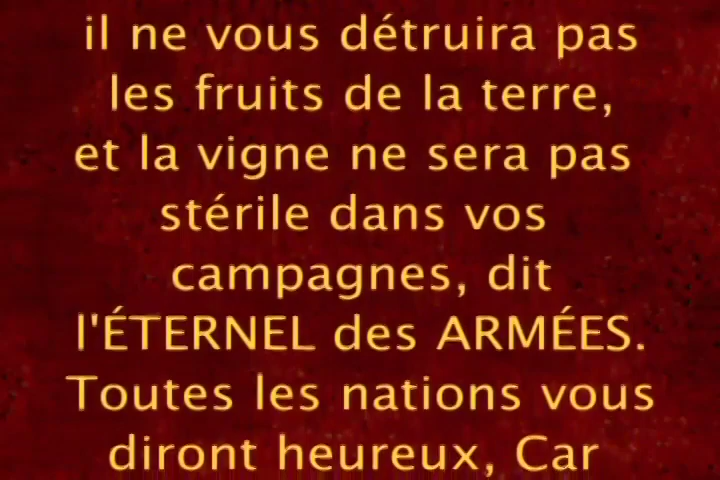 il ne vous détruira pas
les fruits de la terre,
et la vigne ne sera pas
stérile dans vos
campagnes, dit
l'ÉTERNEL des ARMÉES.
Toutes les nations vous
diront heureux, Car